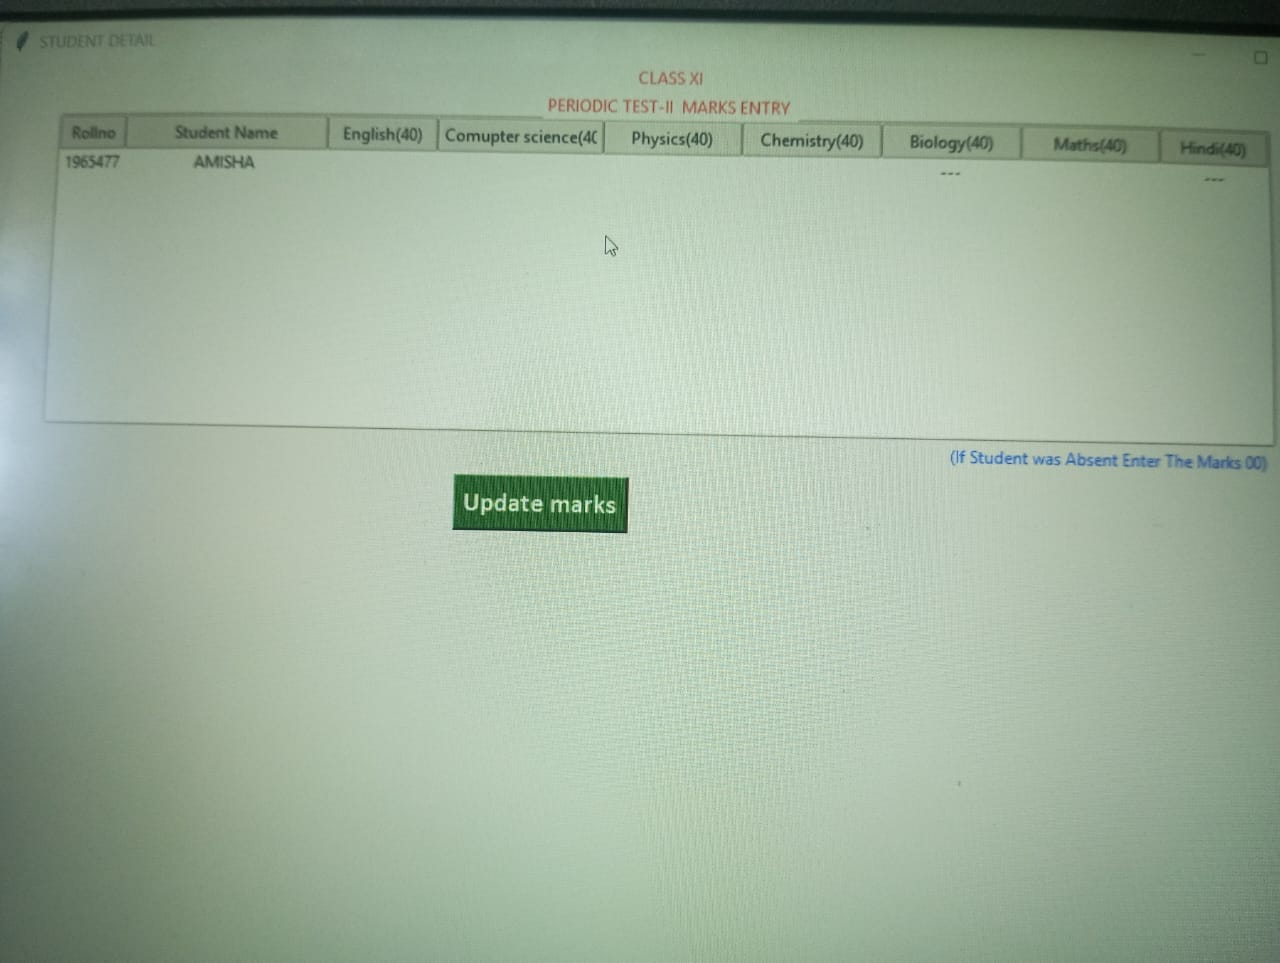 STUDENT DETAIL
CLASS XI
PERIODIC TEST-II MARKS ENTRY
Rollno Student Name English(40) Comupter science(4( Physics(40) Chemistry(40) Biology(40) Maths(40) Hindi(40)
1965477 AMISHA --- ---
(If Student was Absent Enter The Marks 00)
Update marks